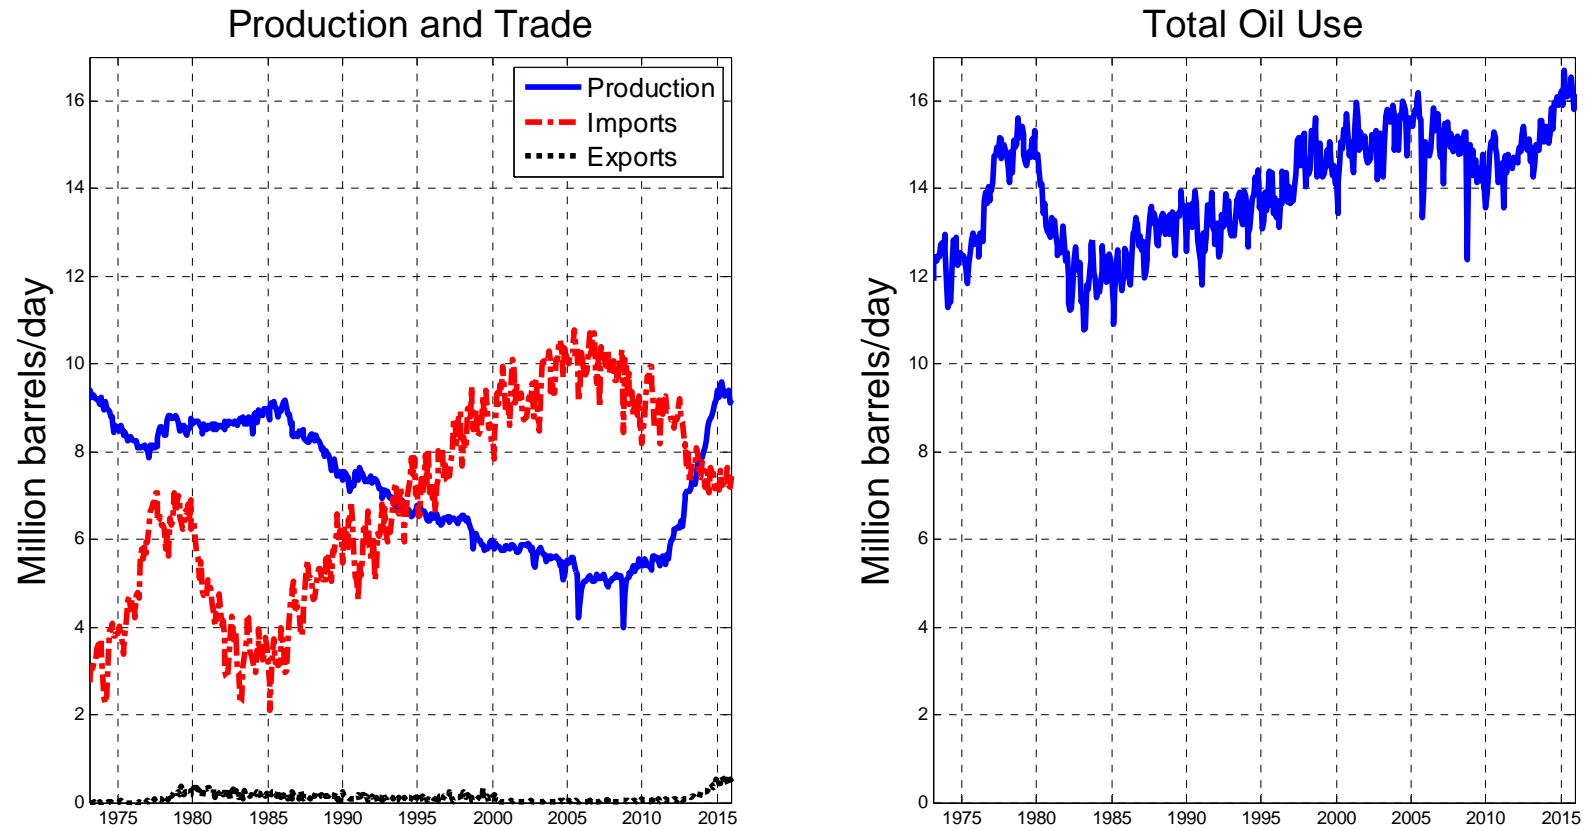 Production and Trade
Million barrels/day
16
14
12
10
8
6
4
2
0
1975 1980 1985 1990 1995 2000 2005 2010 2015
Production
Imports
Exports
Total Oil Use
Million barrels/day
16
14
12
10
8
6
4
2
0
1975 1980 1985 1990 1995 2000 2005 2010 2015